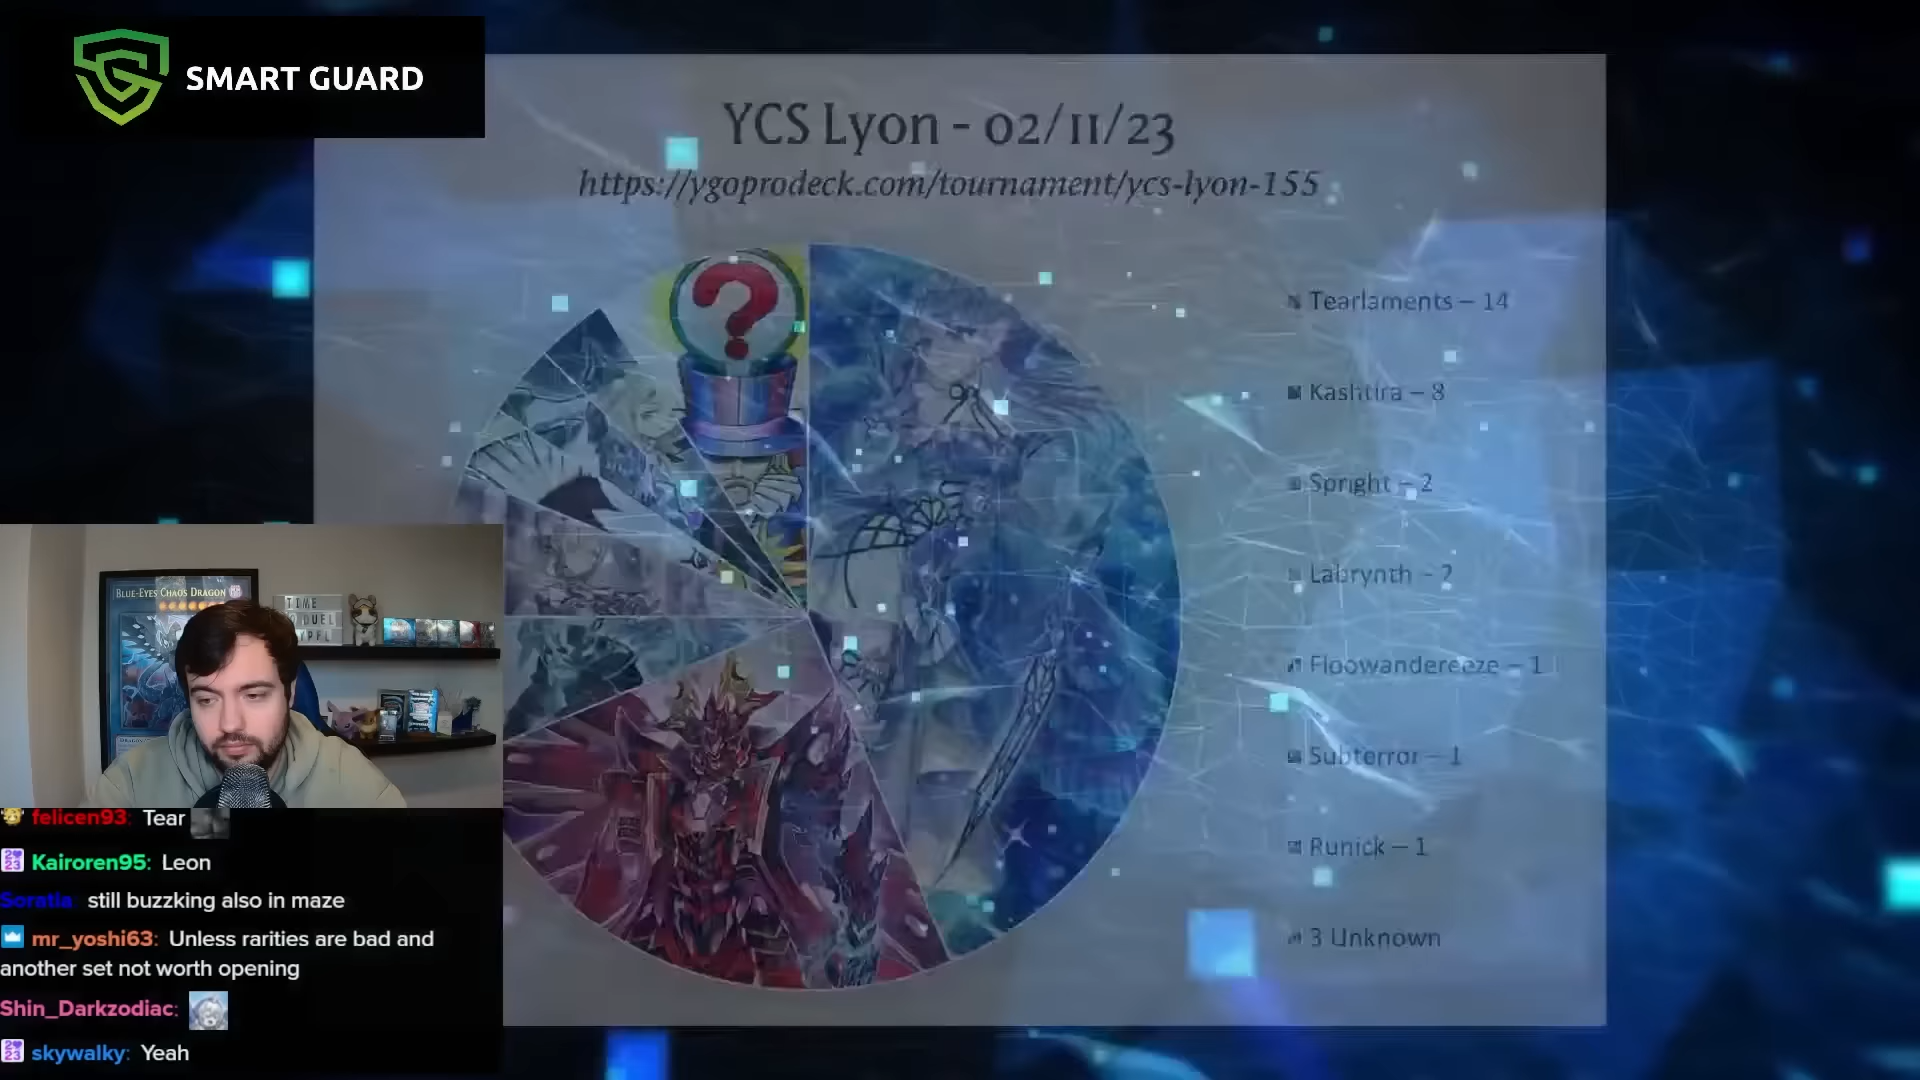 SMART GUARD
YCS Lyon - 02/11/23
https://ygoprodeck.com/tournament/ycs-lyon-155
Tearlaments – 14
Kashtira – 8
Spright – 2
Labrynth – 2
Floowandereeze – 1
Subterror – 1
Runick – 1
3 Unknown
BLUE-EYES CHAOS DRAGON
TIME
DUEL
felicen93: Tear
Kairoren95: Leon
Soratia: still buzzking also in maze
mr_yoshi63: Unless rarities are bad and
another set not worth opening
Shin_Darkzodiac:
skywalky: Yeah